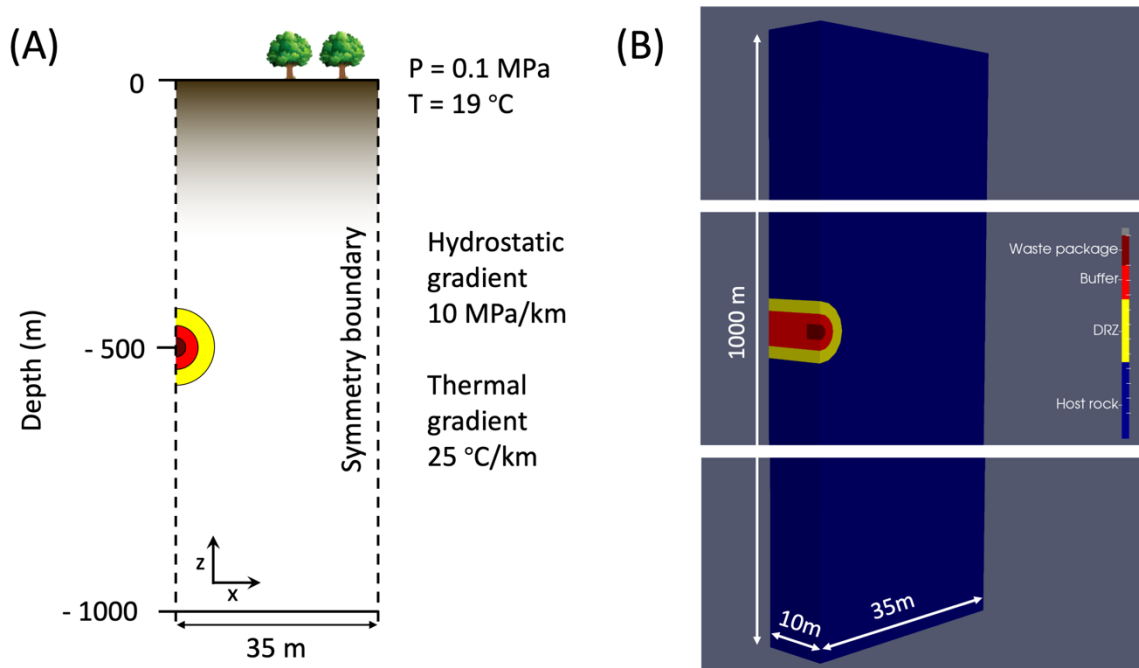 (A)
0
P = 0.1 MPa
T = 19 °C
Depth (m)
- 500
Symmetry boundary
Hydrostatic
gradient
10 MPa/km
Thermal
gradient
25 °C/km
z
x
- 1000
35 m
(B)
1000 m
Waste package
Buffer
DRZ
Host rock
10m
35m